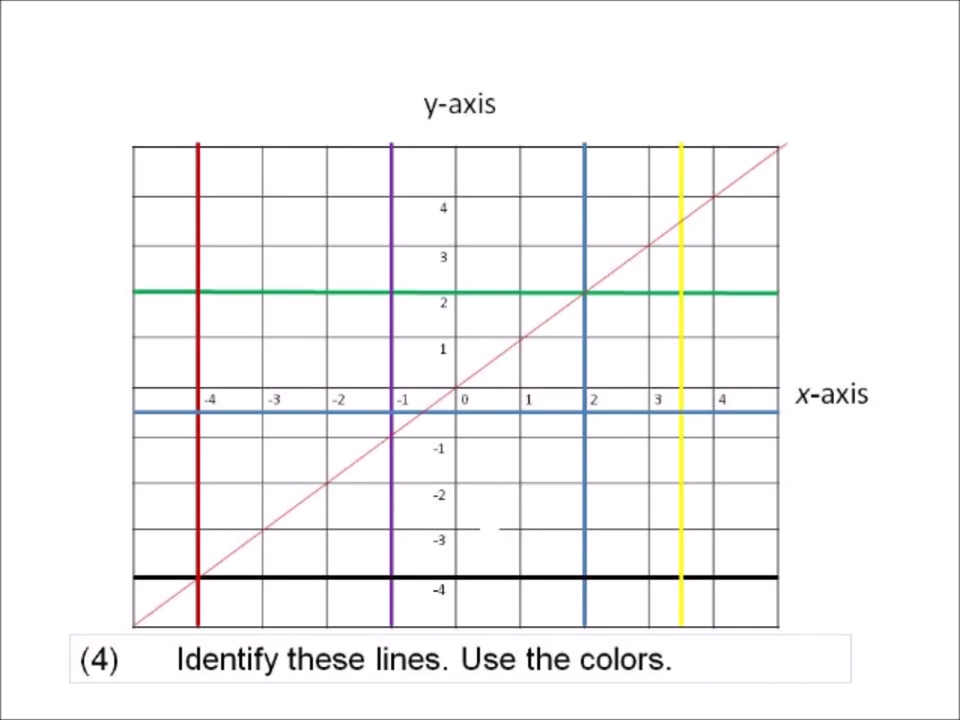 y-axis
4
3
2
1
-4 -3 -2 -1 0 1 2 3 4
x-axis
-1
-2
-3
-4
(4) Identify these lines. Use the colors.